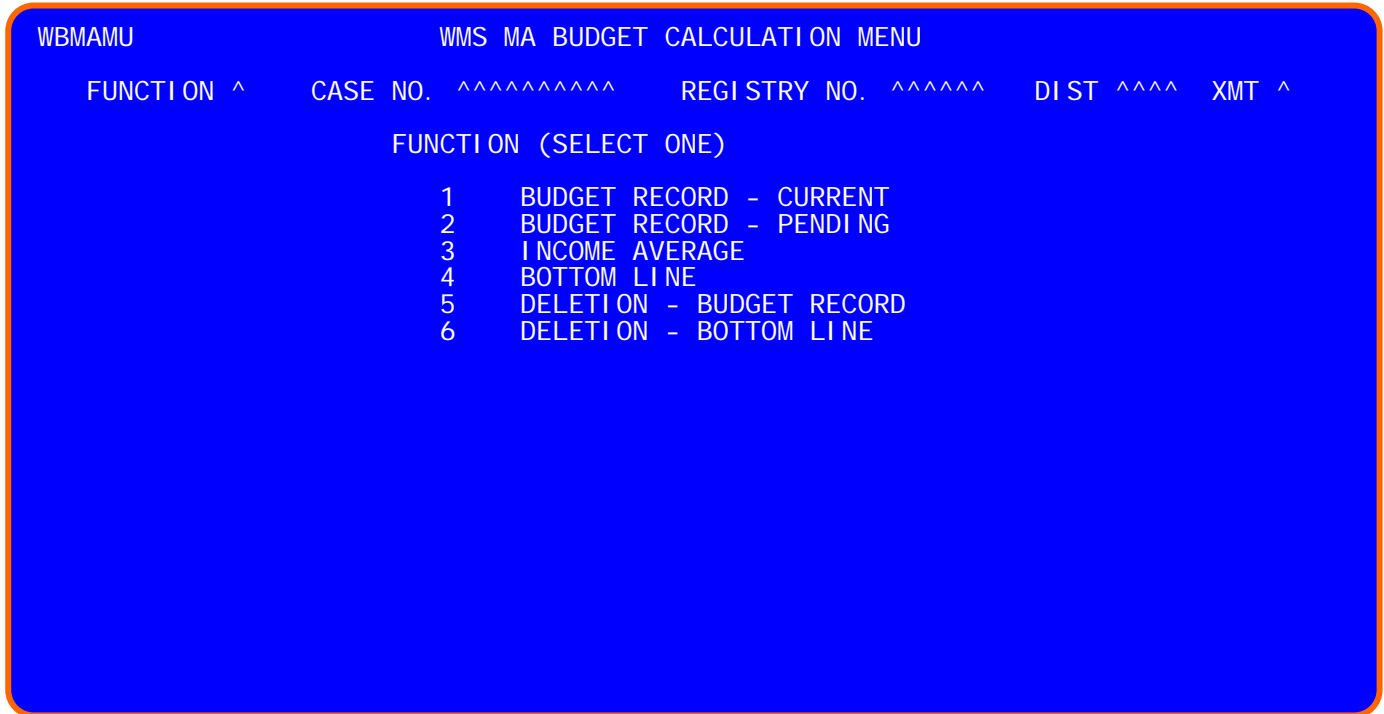 WBMAMU WMS MA BUDGET CALCULATION MENU
FUNCTION ^ CASE NO. ^^^^^^^^^^ REGISTRY NO. ^^^^^^ DIST ^^^^ XMT ^
FUNCTION (SELECT ONE)
1 BUDGET RECORD - CURRENT
2 BUDGET RECORD - PENDING
3 INCOME AVERAGE
4 BOTTOM LINE
5 DELETION - BUDGET RECORD
6 DELETION - BOTTOM LINE